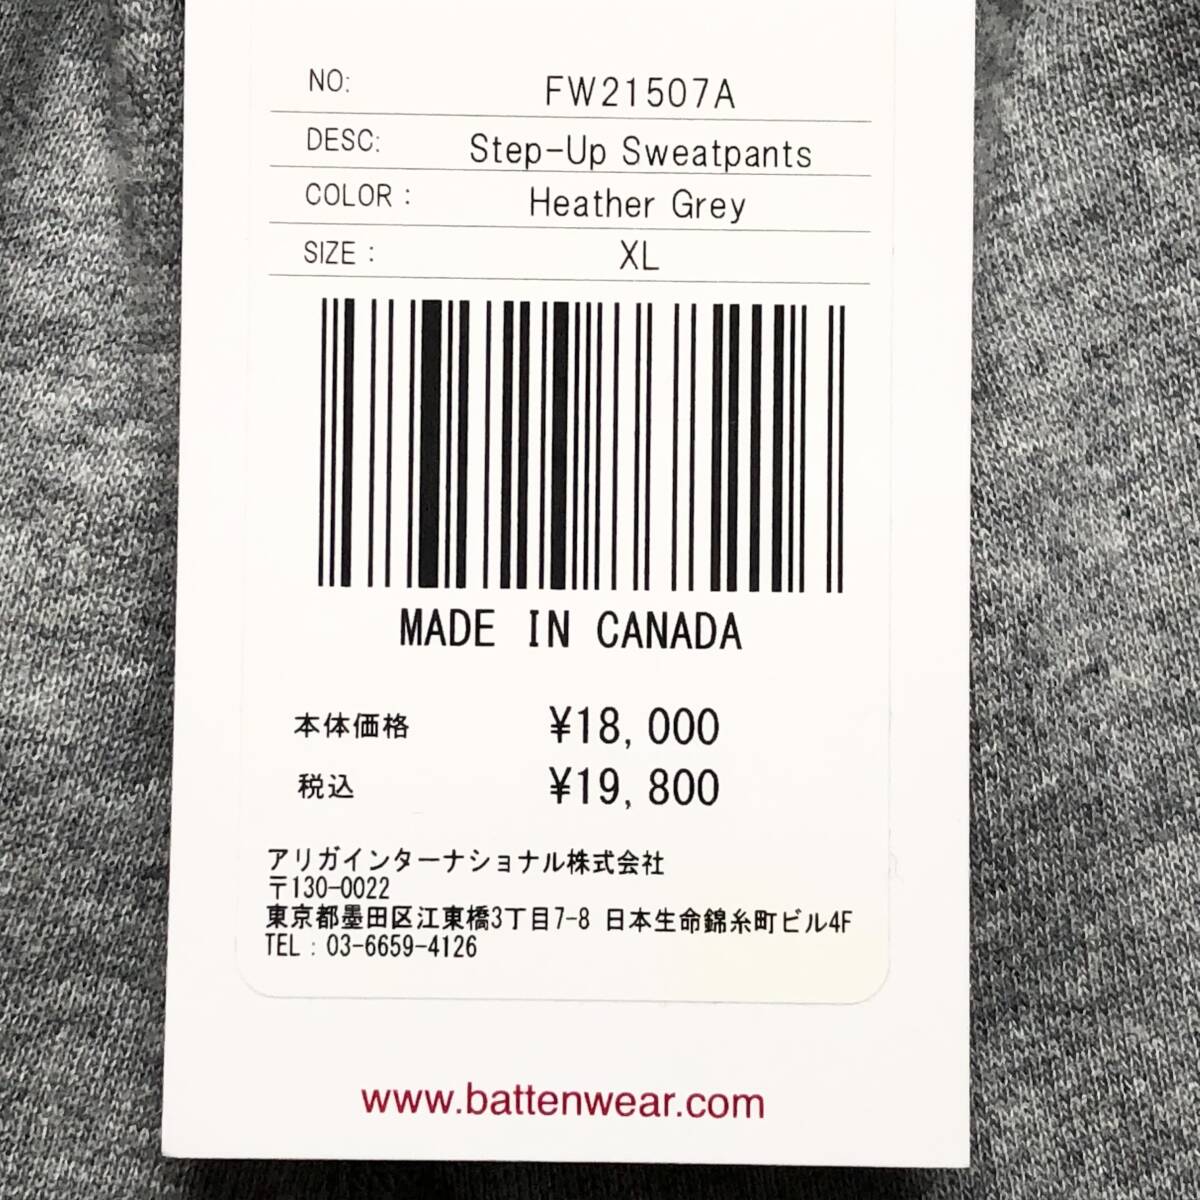 NO: FW21507A
DESC: Step-Up Sweatpants
COLOR : Heather Grey
SIZE : XL
MADE IN CANADA
本体価格 ¥18,000
税込 ¥19,800
アリガインターナショナル株式会社
〒130-0022
東京都墨田区江東橋3丁目7-8 日本生命錦糸町ビル4F
TEL : 03-6659-4126
www.battenwear.com